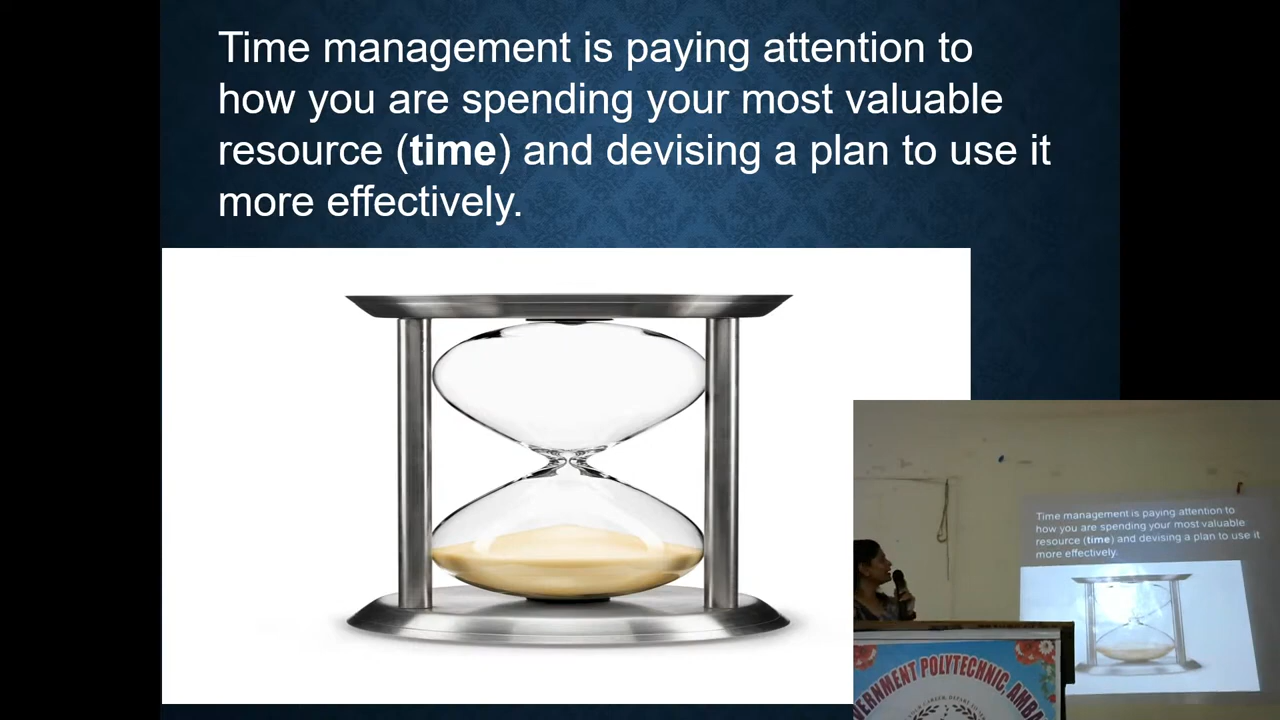 Time management is paying attention to
how you are spending your most valuable
resource (time) and devising a plan to use it
more effectively.
Time management is paying attention to
how you are spending your most valuable
resource (time) and devising a plan to use it
more effectively.
VERNMENT POLYTECHNIC, AMBA